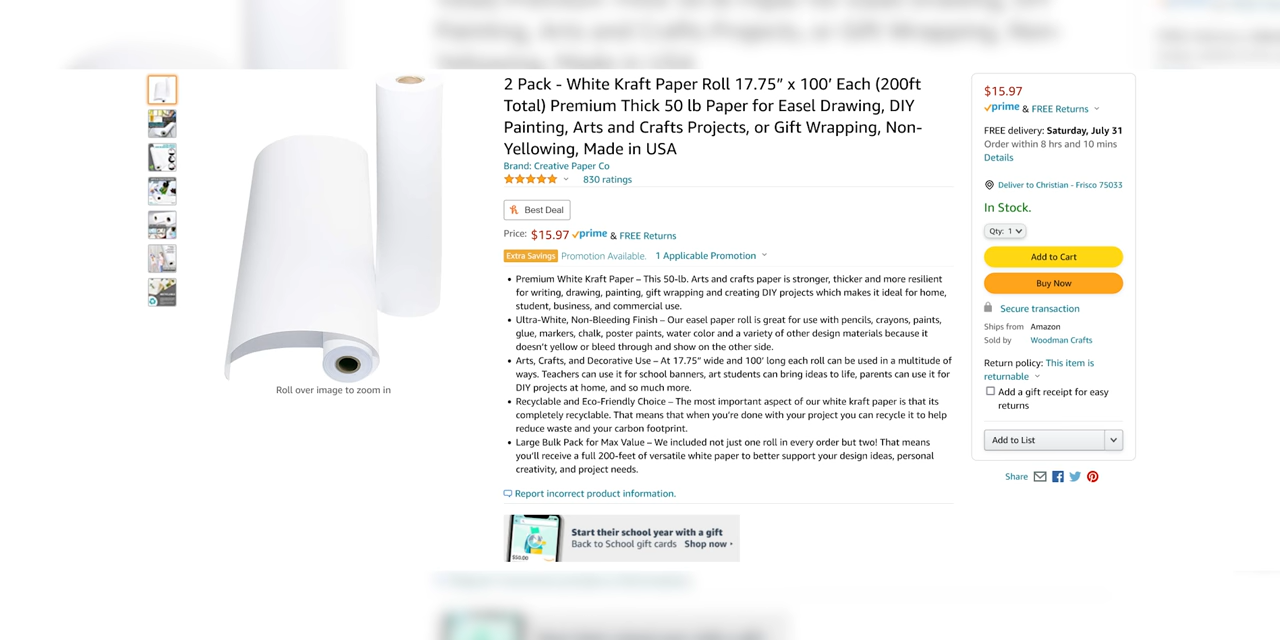 2 Pack - White Kraft Paper Roll 17.75” x 100’ Each (200ft
Total) Premium Thick 50 lb Paper for Easel Drawing, DIY
Painting, Arts and Crafts Projects, or Gift Wrapping, Non-
Yellowing, Made in USA
Brand: Creative Paper Co
830 ratings
Best Deal
Price: $15.97 prime & FREE Returns
Extra Savings Promotion Available. 1 Applicable Promotion
• Premium White Kraft Paper – This 50-lb. Arts and crafts paper is stronger, thicker and more resilient
for writing, drawing, painting, gift wrapping and creating DIY projects which makes it ideal for home,
student, business, and commercial use.
• Ultra-White, Non-Bleeding Finish – Our easel paper roll is great for use with pencils, crayons, paints,
glue, markers, chalk, poster paints, water color and a variety of other design materials because it
doesn't yellow or bleed through and show on the other side.
• Arts, Crafts, and Decorative Use – At 17.75” wide and 100’ long each roll can be used in a multitude of
ways. Teachers can use it for school banners, art students can bring ideas to life, parents can use it for
DIY projects at home, and so much more.
• Recyclable and Eco-Friendly Choice – The most important aspect of our white kraft paper is that its
completely recyclable. That means that when you're done with your project you can recycle it to help
reduce waste and your carbon footprint.
• Large Bulk Pack for Max Value – We included not just one roll in every order but two! That means
you'll receive a full 200-feet of versatile white paper to better support your design ideas, personal
creativity, and project needs.
Report incorrect product information.
Start their school year with a gift
Back to School gift cards Shop now
$50.00
Roll over image to zoom in
$15.97
prime & FREE Returns
FREE delivery: Saturday, July 31
Order within 8 hrs and 10 mins
Details
Deliver to Christian - Frisco 75033
In Stock.
Qty: 1
Add to Cart
Buy Now
Secure transaction
Ships from Amazon
Sold by Woodman Crafts
Return policy: This item is
returnable
Add a gift receipt for easy
returns
Add to List
Share